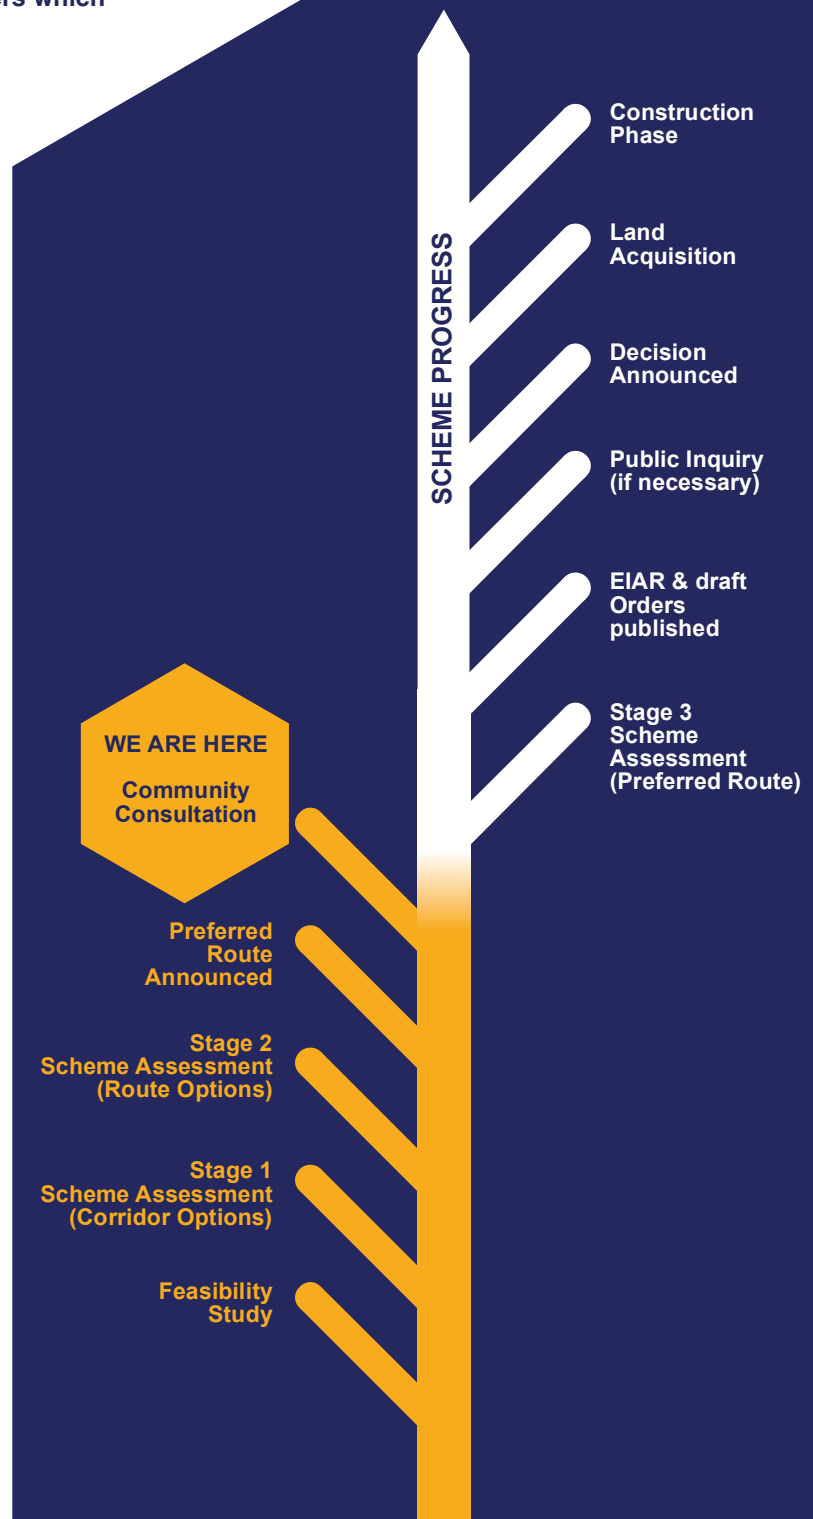 which
Construction
Phase
Land
Acquisition
Decision
Announced
Public Inquiry
(if necessary)
EIAR & draft
Orders
published
Stage 3
Scheme
Assessment
(Preferred Route)
SCHEME PROGRESS
WE ARE HERE
Community
Consultation
Preferred
Route
Announced
Stage 2
Scheme Assessment
(Route Options)
Stage 1
Scheme Assessment
(Corridor Options)
Feasibility
Study